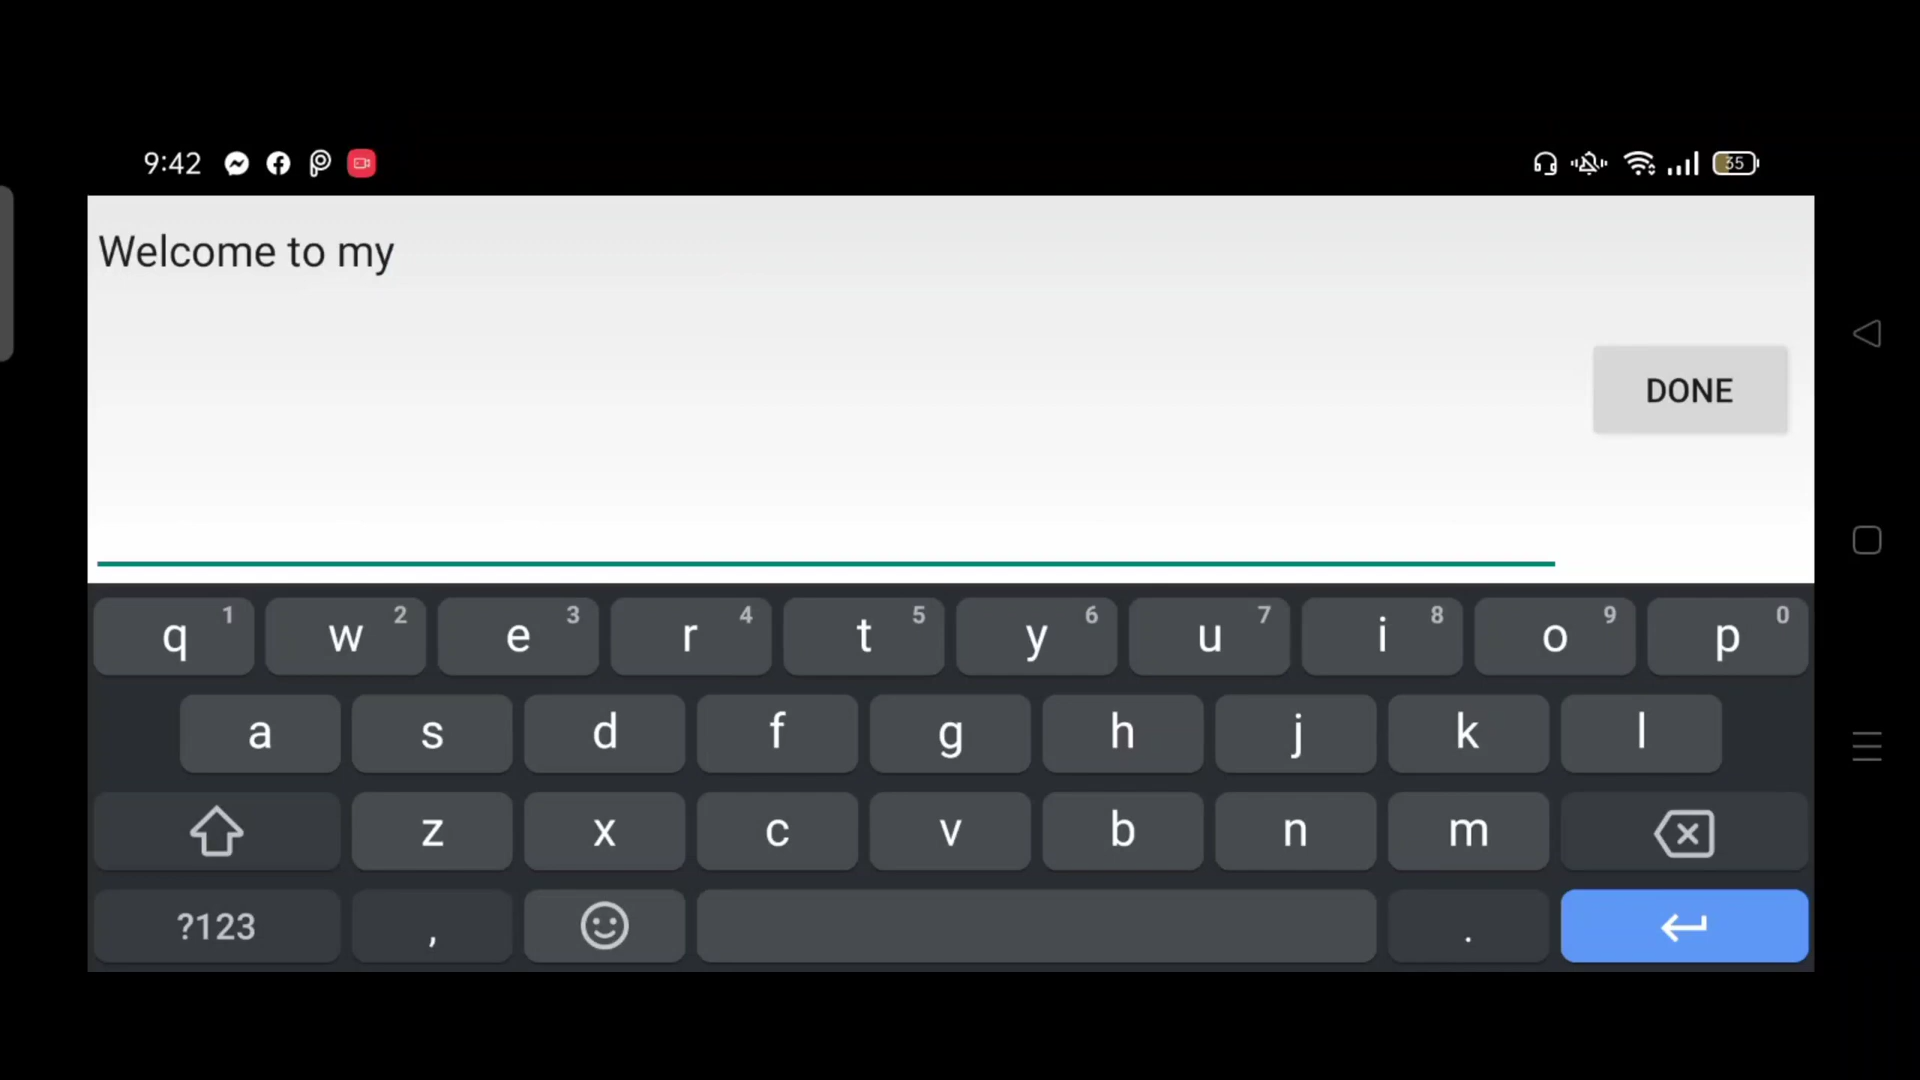 9:42
35
Welcome to my
DONE
q 1 w 2 e 3 r 4 t 5 y 6 u 7 i 8 o 9 p 0
a s d f g h j k l
z x c v b n m
?123 , .